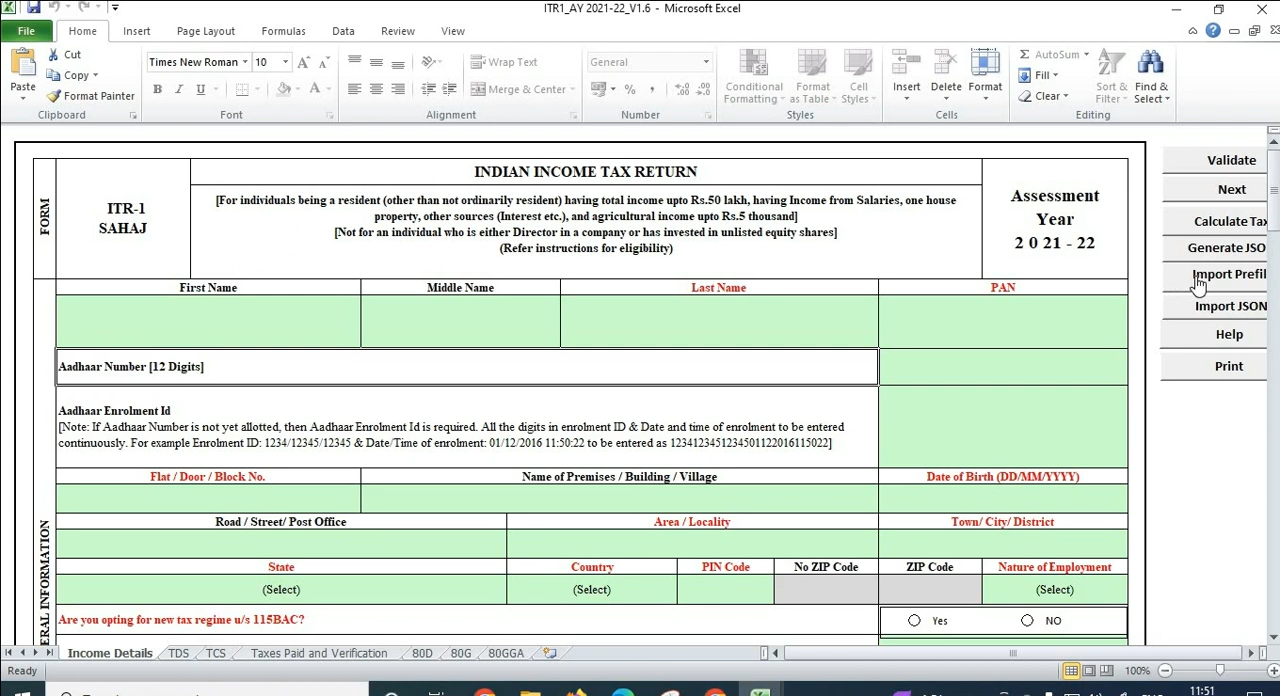 ITR1_AY 2021-22_V1.6 - Microsoft Excel
File Home Insert Page Layout Formulas Data Review View
Paste
Cut
Copy
Format Painter
Clipboard
Times New Roman 10
B I U
Font
Wrap Text
Merge & Center
Alignment
General
%
Number
Conditional Formatting
Format as Table
Cell Styles
Styles
Insert
Delete
Format
Cells
AutoSum
Fill
Clear
Sort & Filter
Find & Select
Editing
FORM
ITR-1
SAHAJ
INDIAN INCOME TAX RETURN
[For individuals being a resident (other than not ordinarily resident) having total income upto Rs.50 lakh, having Income from Salaries, one house
property, other sources (Interest etc.), and agricultural income upto Rs.5 thousand]
[Not for an individual who is either Director in a company or has invested in unlisted equity shares]
(Refer instructions for eligibility)
Assessment
Year
2 0 21 - 22
Validate
Next
Calculate Tax
Generate JSO
Import Prefil
Import JSON
Help
Print
First Name Middle Name Last Name PAN
Aadhaar Number [12 Digits]
Aadhaar Enrolment Id
[Note: If Aadhaar Number is not yet allotted, then Aadhaar Enrolment Id is required. All the digits in enrolment ID & Date and time of enrolment to be entered
continuously. For example Enrolment ID: 1234/12345/12345 & Date/Time of enrolment: 01/12/2016 11:50:22 to be entered as 1234123451234501122016115022]
Flat / Door / Block No. Name of Premises / Building / Village Date of Birth (DD/MM/YYYY)
Road / Street/ Post Office Area / Locality Town/ City/ District
State Country PIN Code No ZIP Code ZIP Code Nature of Employment
(Select) (Select) (Select)
ERAL INFORMATION
Are you opting for new tax regime u/s 115BAC? Yes NO
Income Details TDS TCS Taxes Paid and Verification 80D 80G 80GGA
Ready 100%
11:51